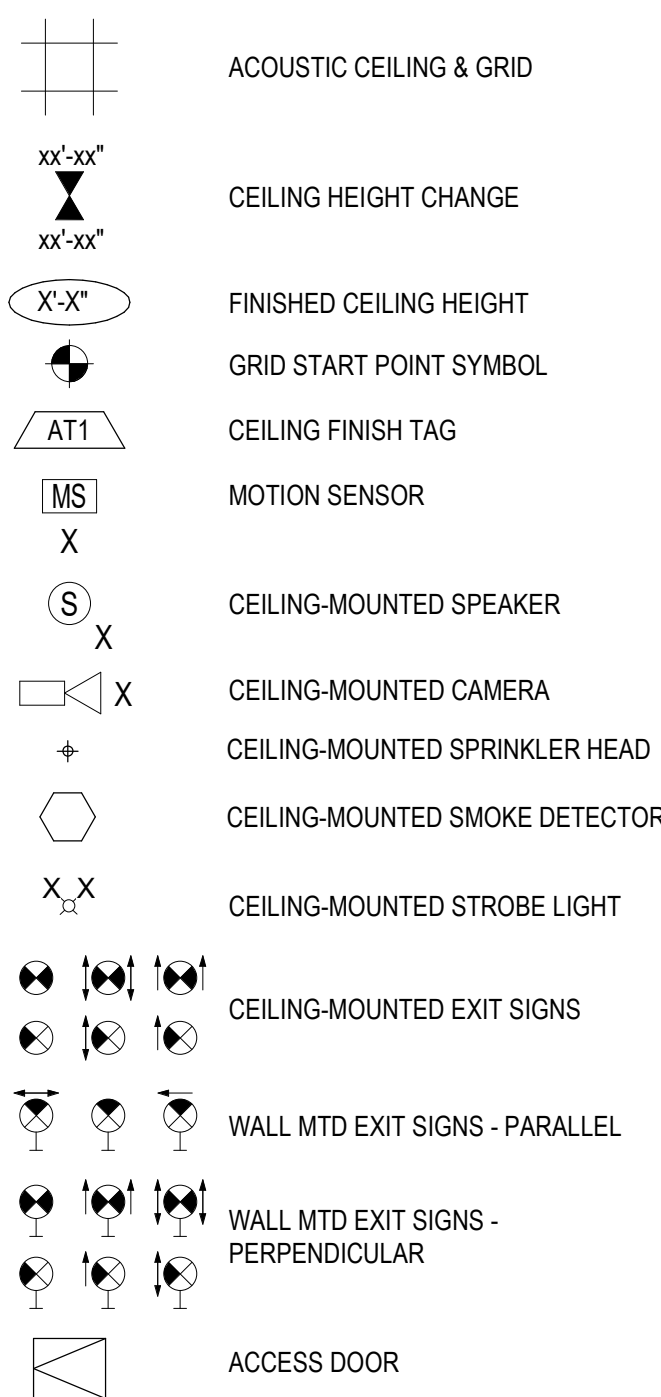 ACOUSTIC CEILING & GRID
xx'-xx"
CEILING HEIGHT CHANGE
xx'-xx"
X'-X"
FINISHED CEILING HEIGHT
GRID START POINT SYMBOL
AT1
CEILING FINISH TAG
MS
MOTION SENSOR
X
S
CEILING-MOUNTED SPEAKER
X
X
CEILING-MOUNTED CAMERA
CEILING-MOUNTED SPRINKLER HEAD
CEILING-MOUNTED SMOKE DETECTOR
X X
CEILING-MOUNTED STROBE LIGHT
CEILING-MOUNTED EXIT SIGNS
WALL MTD EXIT SIGNS - PARALLEL
WALL MTD EXIT SIGNS -
PERPENDICULAR
ACCESS DOOR